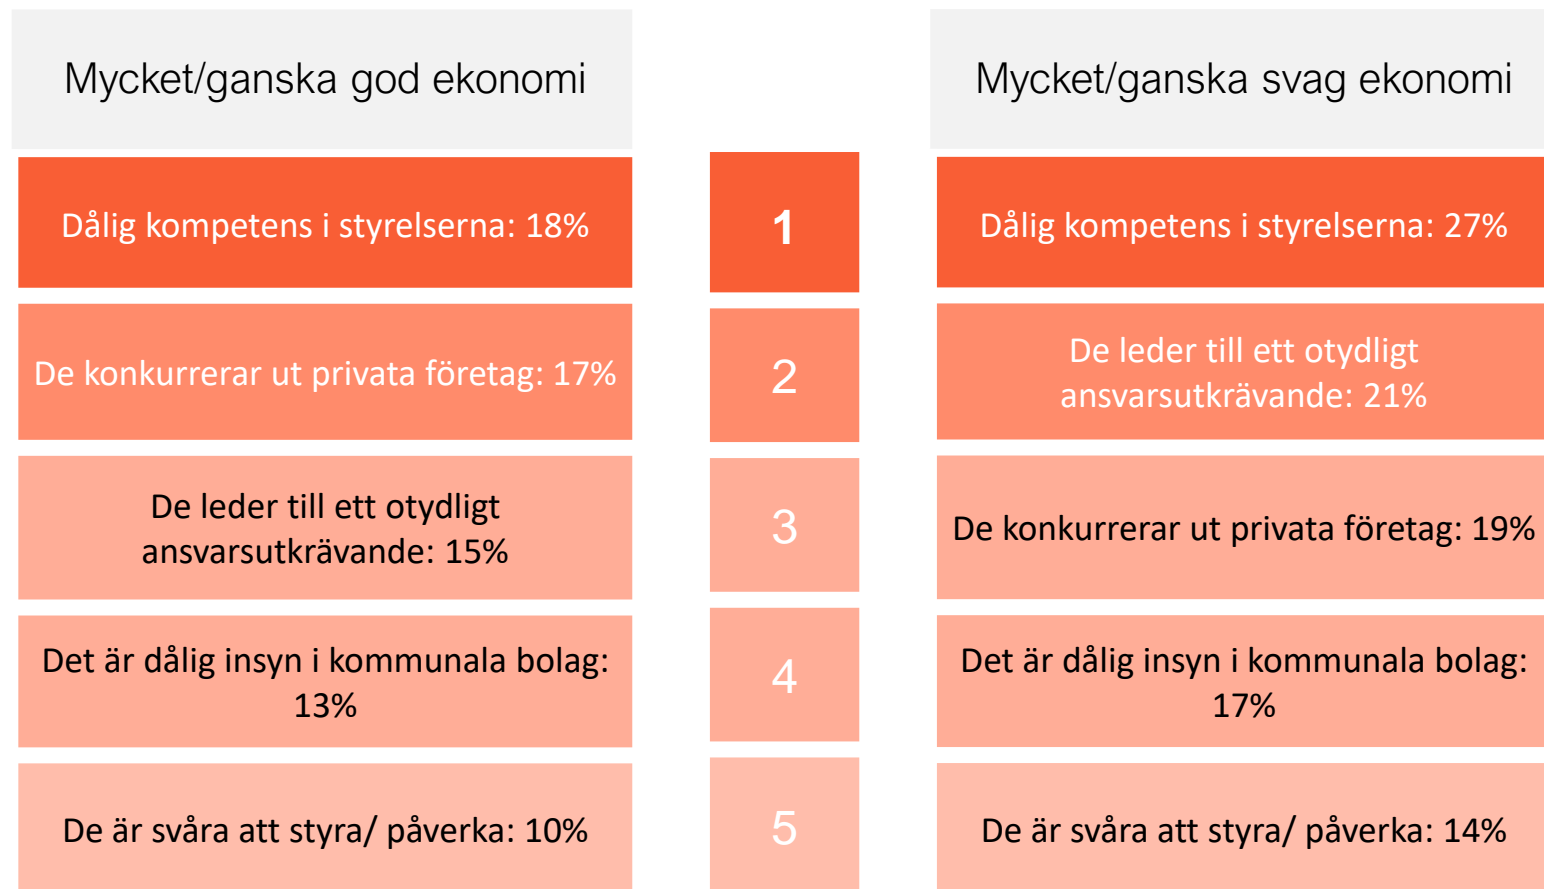 Mycket/ganska god ekonomi
Mycket/ganska svag ekonomi
Dålig kompetens i styrelserna: 18%
1
Dålig kompetens i styrelserna: 27%
De konkurrerar ut privata företag: 17%
2
De leder till ett otydligt
ansvarsutkrävande: 21%
De leder till ett otydligt
ansvarsutkrävande: 15%
3
De konkurrerar ut privata företag: 19%
Det är dålig insyn i kommunala bolag:
13%
4
Det är dålig insyn i kommunala bolag:
17%
De är svåra att styra/ påverka: 10%
5
De är svåra att styra/ påverka: 14%